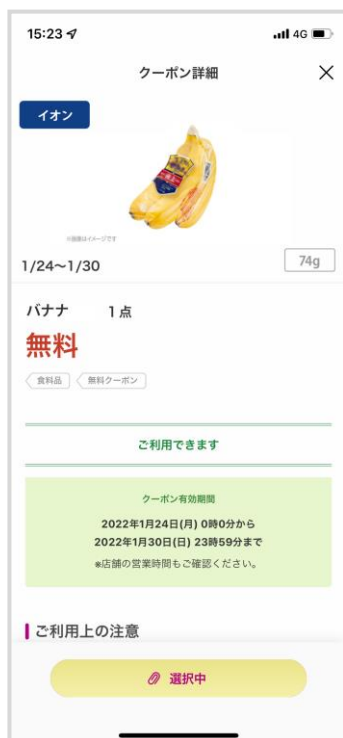 15:23
4G
クーポン詳細
イオン
※画像はイメージです
1/24〜1/30
74g
バナナ 1点
無料
食料品 無料クーポン
ご利用できます
クーポン有効期間
2022年1月24日(月) 0時0分から
2022年1月30日(日) 23時59分まで
※店舗の営業時間もご確認ください。
ご利用上の注意
選択中